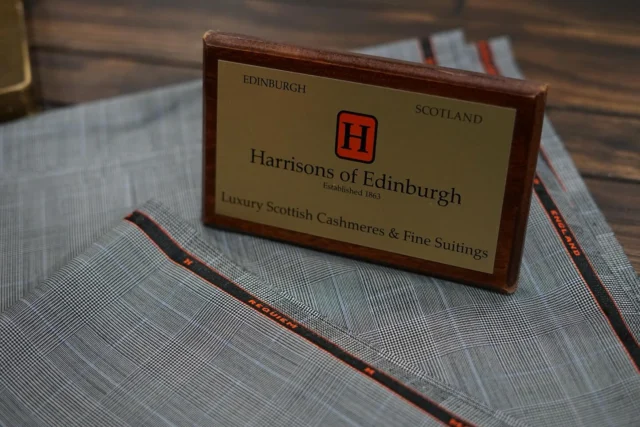 EDINBURGH
SCOTLAND
H
Harrisons of Edinburgh
Established 1863
Luxury Scottish Cashmeres & Fine Suitings
H REQUIEM H
ENGLAND